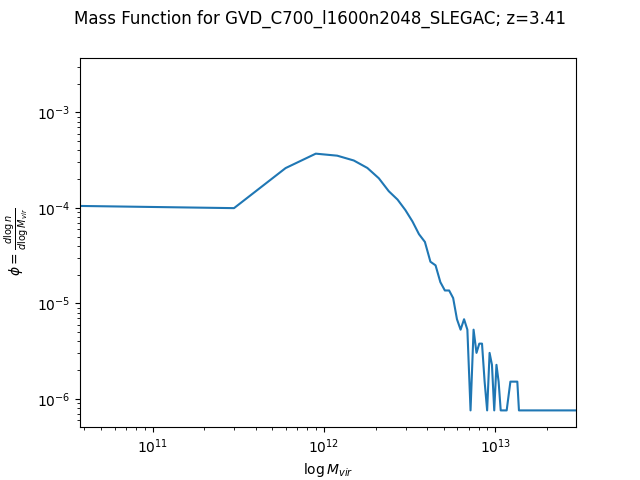 Mass Function for GVD_C700_l1600n2048_SLEGAC; z=3.41
10⁻³
10⁻⁴
10⁻⁵
10⁻⁶
ϕ = d log n / d log M_vir
10¹¹ 10¹² 10¹³
log M_vir